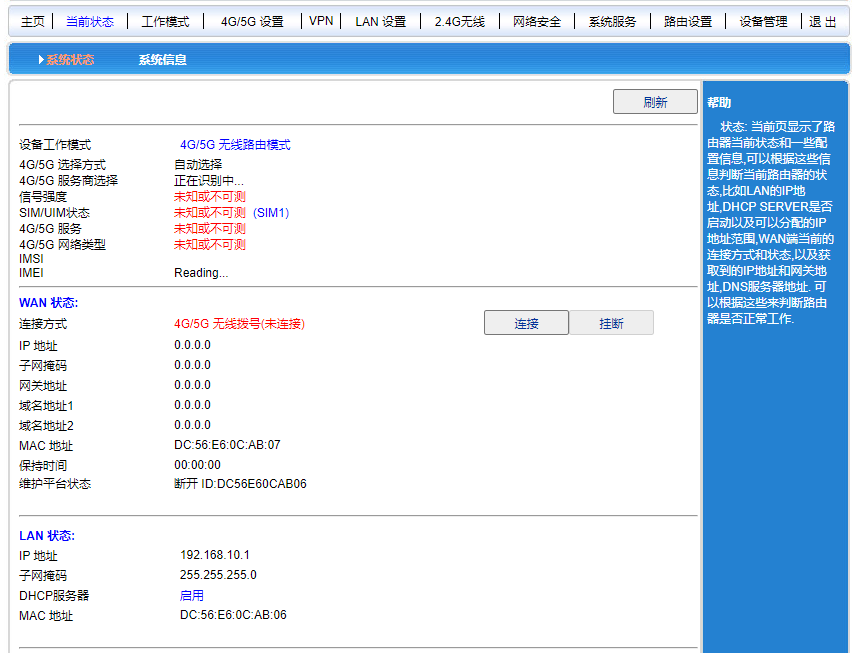 主页 当前状态 工作模式 4G/5G 设置 VPN LAN 设置 2.4G无线 网络安全 系统服务 路由设置 设备管理 退 出
系统状态 系统信息
刷新
设备工作模式 4G/5G 无线路由模式
4G/5G 选择方式 自动选择
4G/5G 服务商选择 正在识别中...
信号强度 未知或不可测
SIM/UIM状态 未知或不可测 (SIM1)
4G/5G 服务 未知或不可测
4G/5G 网络类型 未知或不可测
IMSI
IMEI Reading...
WAN 状态:
连接方式 4G/5G 无线拨号(未连接) 连接 挂断
IP 地址 0.0.0.0
子网掩码 0.0.0.0
网关地址 0.0.0.0
域名地址1 0.0.0.0
域名地址2 0.0.0.0
MAC 地址 DC:56:E6:0C:AB:07
保持时间 00:00:00
维护平台状态 断开 ID:DC56E60CAB06
LAN 状态:
IP 地址 192.168.10.1
子网掩码 255.255.255.0
DHCP服务器 启用
MAC 地址 DC:56:E6:0C:AB:06
帮助
状态: 当前页显示了路
由器当前状态和一些配
置信息,可以根据这些信
息判断当前路由器的状
态,比如LAN的IP地
址,DHCP SERVER是否
启动以及可以分配的IP
地址范围,WAN端当前的
连接方式和状态,以及获
取到的IP地址和网关地
址,DNS服务器地址. 可
以根据这些来判断路由
器是否正常工作.